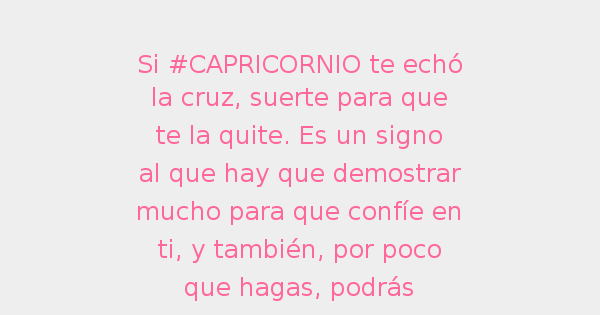 Si #CAPRICORNIO te echó
la cruz, suerte para que
te la quite. Es un signo
al que hay que demostrar
mucho para que confíe en
ti, y también, por poco
que hagas, podrás